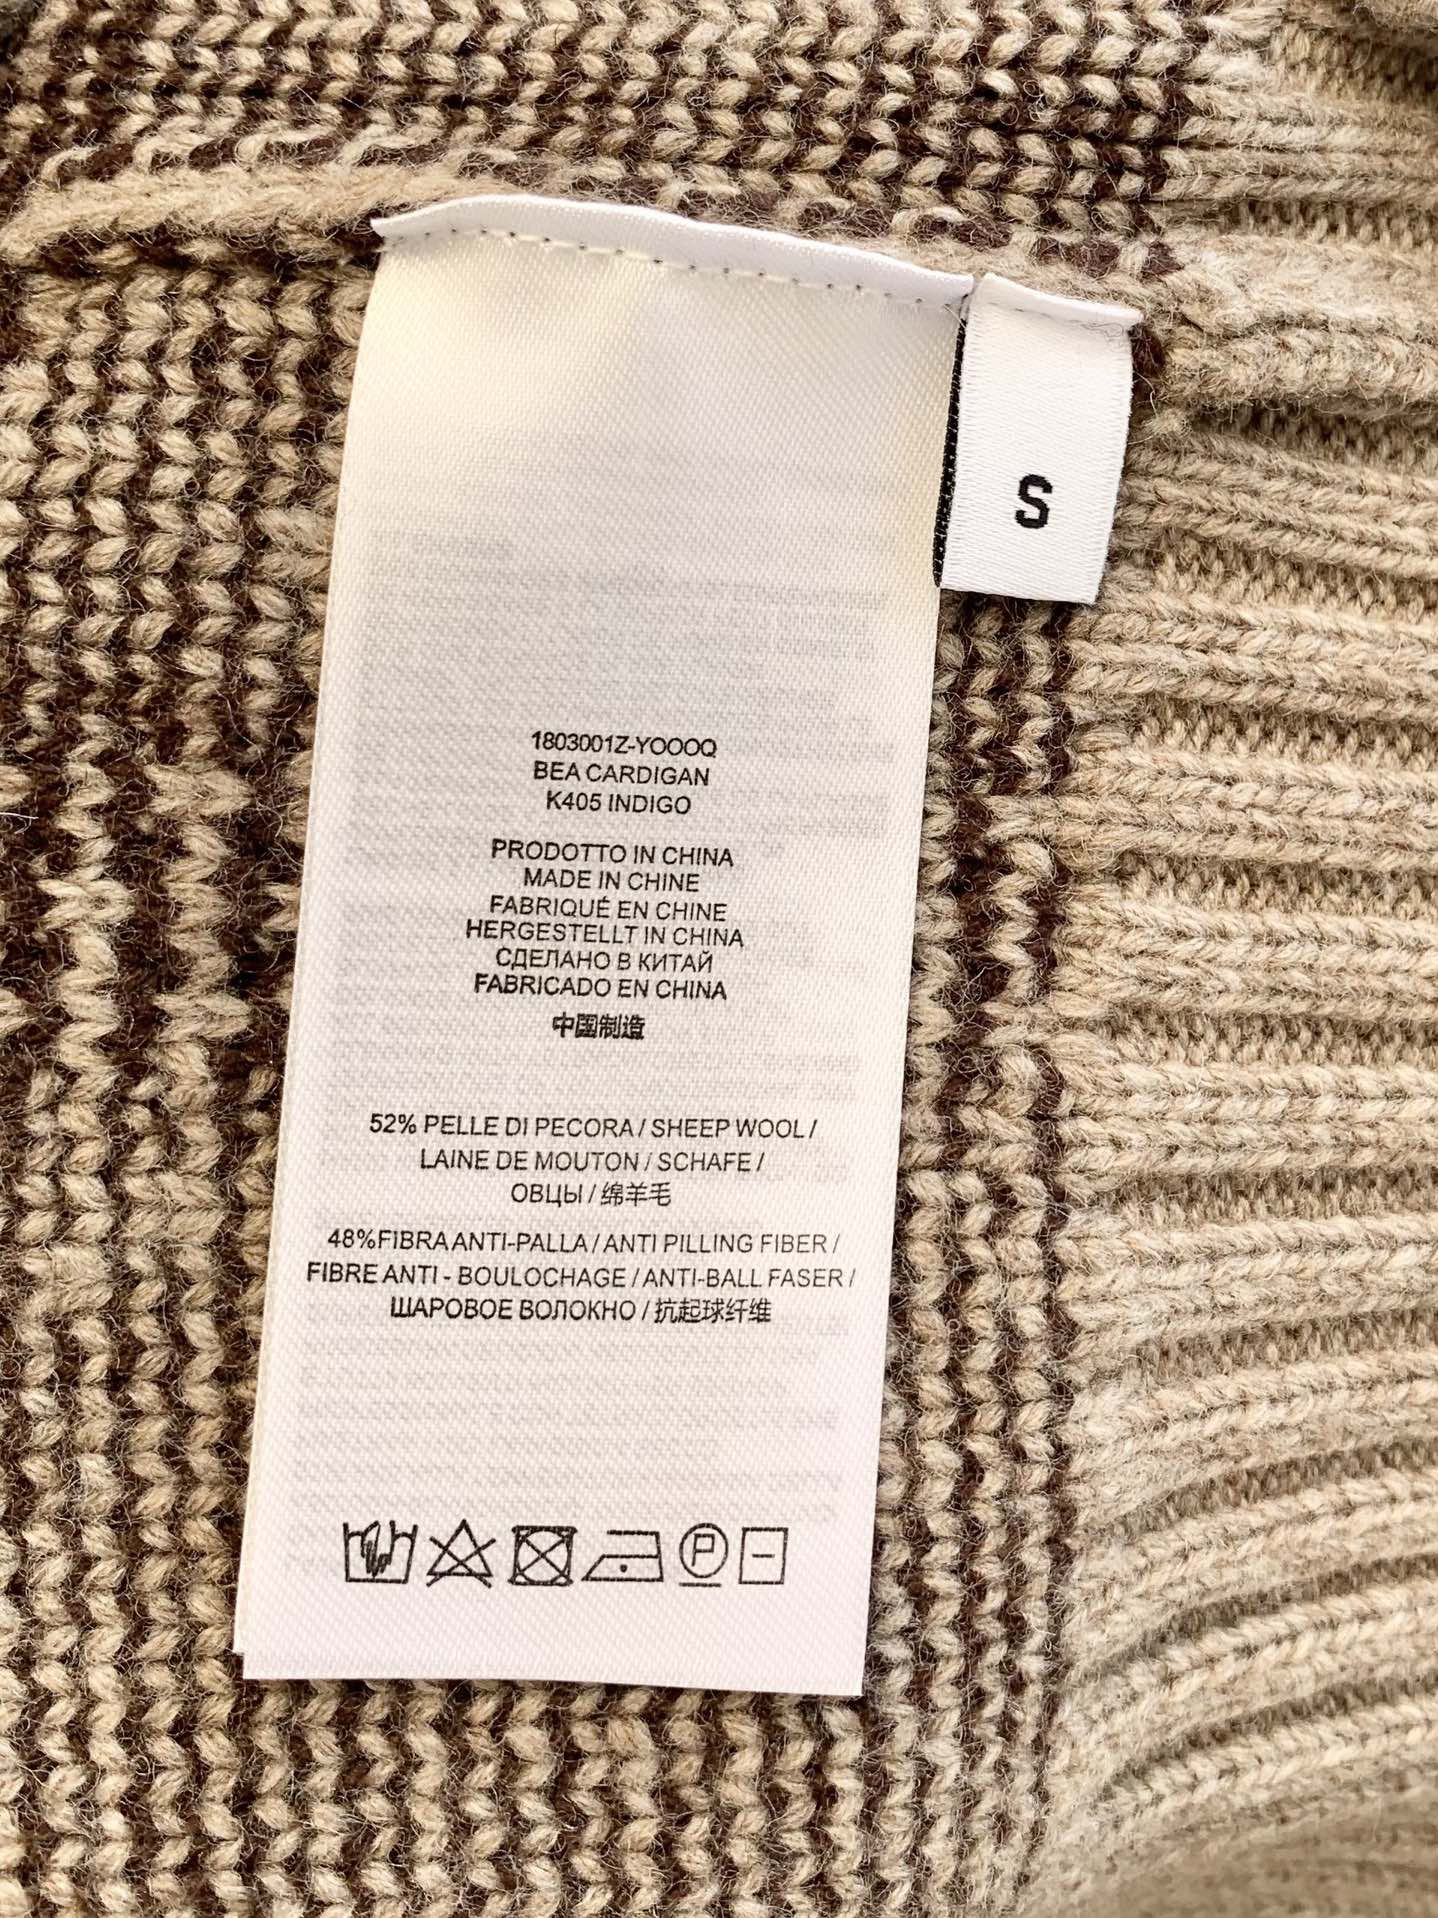 S
1803001Z-YOOOQ
BEA CARDIGAN
K405 INDIGO
PRODOTTO IN CHINA
MADE IN CHINE
FABRIQUÉ EN CHINE
HERGESTELLT IN CHINA
СДЕЛАНО В КИТАЙ
FABRICADO EN CHINA
中国制造
52% PELLE DI PECORA / SHEEP WOOL /
LAINE DE MOUTON / SCHAFE /
ОВЦЫ / 绵羊毛
48%FIBRA ANTI-PALLA / ANTI PILLING FIBER /
FIBRE ANTI - BOULOCHAGE / ANTI-BALL FASER /
ШАРОВОЕ ВОЛОКНО / 抗起球纤维
P